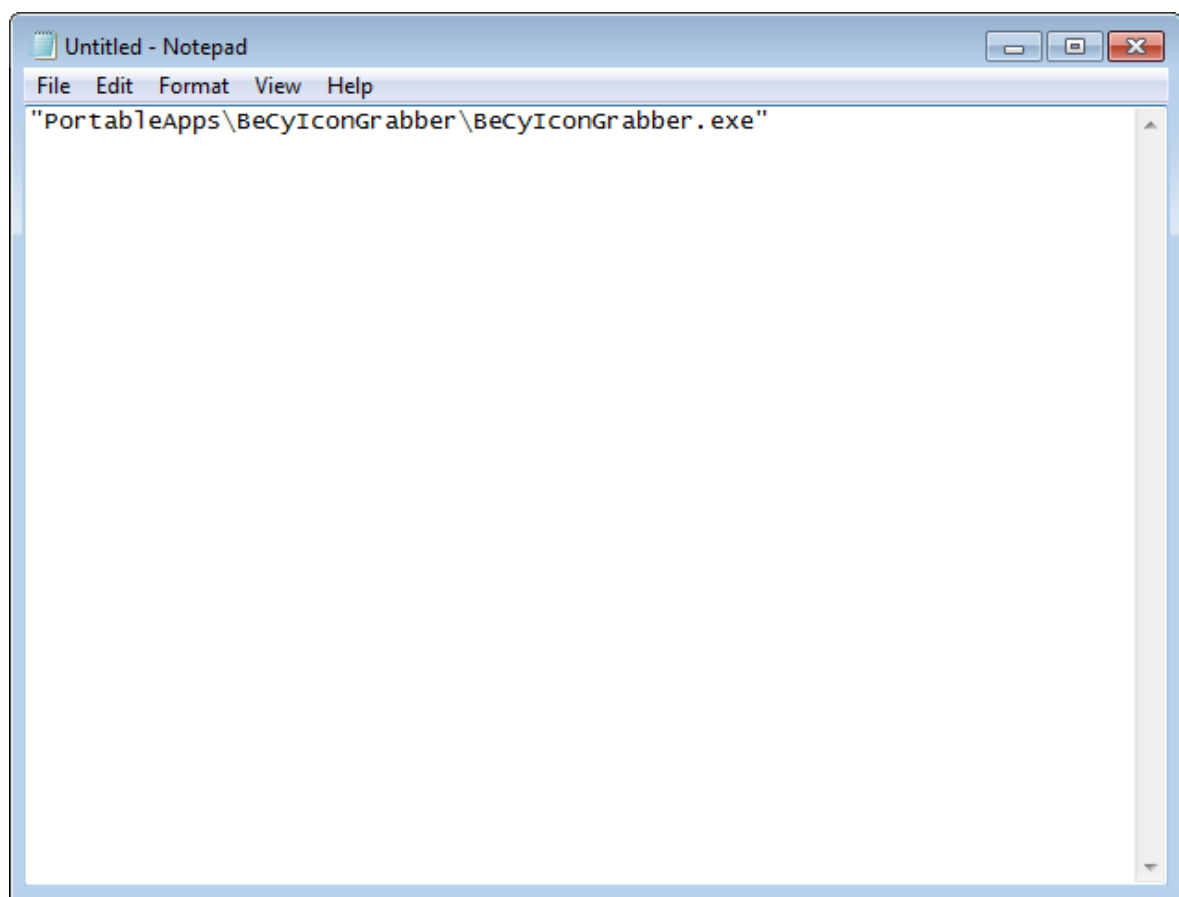 Untitled - Notepad
File Edit Format View Help
"PortableApps\BeCyIconGrabber\BeCyIconGrabber.exe"